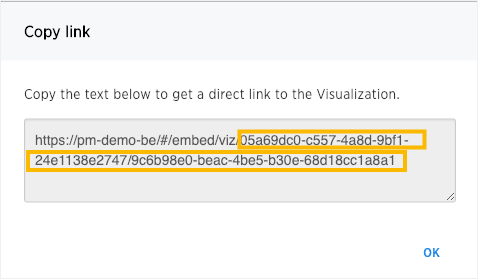 Copy link
Copy the text below to get a direct link to the Visualization.
https://pm-demo-be/#/embed/viz/05a69dc0-c557-4a8d-9bf1-
24e1138e2747/9c6b98e0-beac-4be5-b30e-68d18cc1a8a1
OK